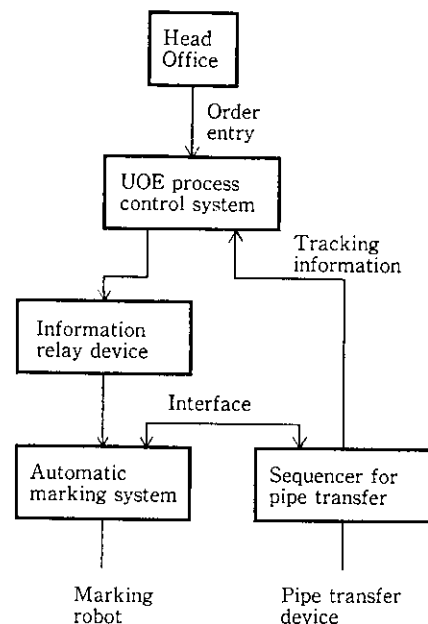 Head
Office
Order
entry
UOE process
control system
Tracking
information
Information
relay device
Interface
Automatic
marking system
Sequencer for
pipe transfer
Marking
robot
Pipe transfer
device